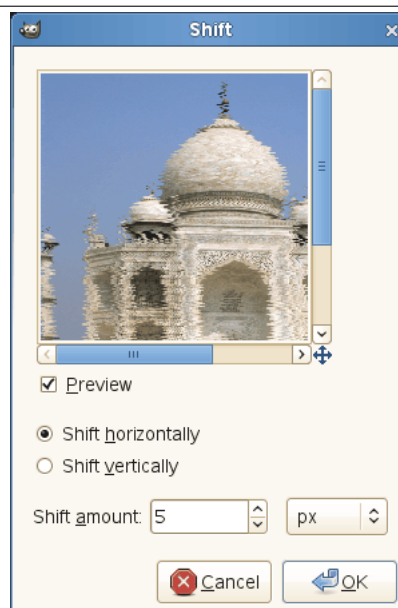 Shift
Preview
Shift horizontally
Shift vertically
Shift amount: 5 px
Cancel OK